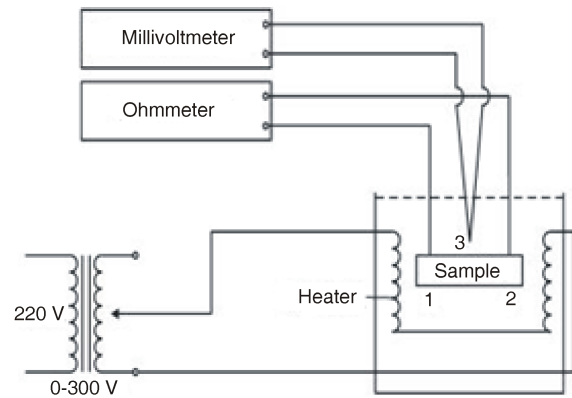 Millivoltmeter
Ohmmeter
3
Sample
1
2
Heater
220 V
0-300 V